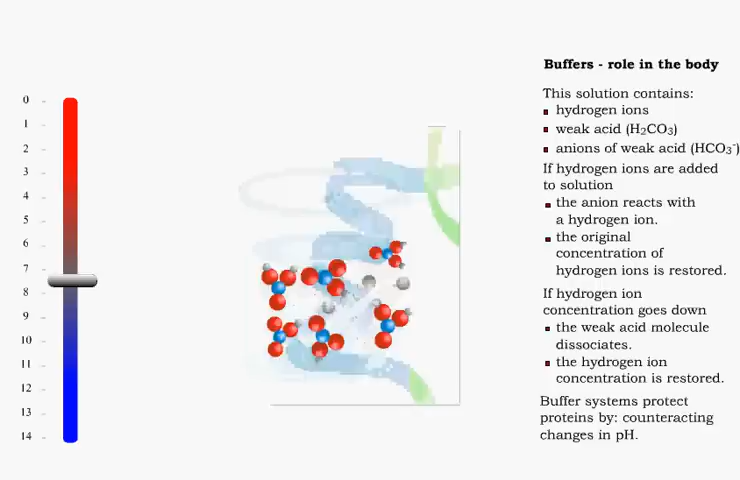 0
1
2
3
4
5
6
7
8
9
10
11
12
13
14
Buffers - role in the body
This solution contains:
hydrogen ions
weak acid (H₂CO₃)
anions of weak acid (HCO₃⁻)
If hydrogen ions are added
to solution
the anion reacts with
a hydrogen ion.
the original
concentration of
hydrogen ions is restored.
If hydrogen ion
concentration goes down
the weak acid molecule
dissociates.
the hydrogen ion
concentration is restored.
Buffer systems protect
proteins by: counteracting
changes in pH.